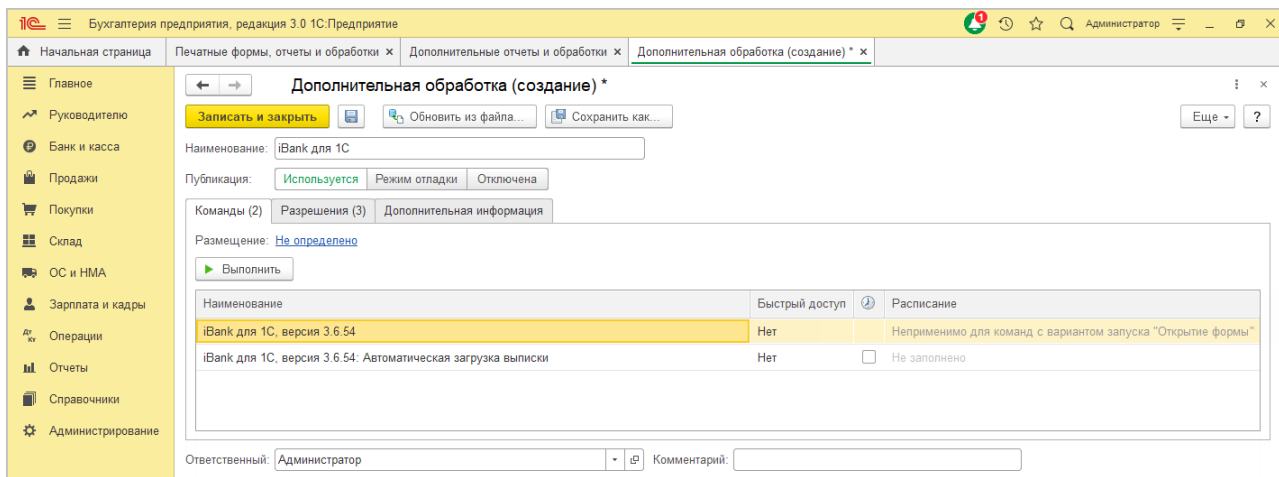 1С Бухгалтерия предприятия, редакция 3.0 1С:Предприятие 1 Администратор
Начальная страница Печатные формы, отчеты и обработки × Дополнительные отчеты и обработки × Дополнительная обработка (создание) * ×
Главное
Руководителю
Банк и касса
Продажи
Покупки
Склад
ОС и НМА
Зарплата и кадры
Дт Кт Операции
Отчеты
Справочники
Администрирование
Дополнительная обработка (создание) *
Записать и закрыть Обновить из файла... Сохранить как... Еще ?
Наименование: iBank для 1С
Публикация: Используется Режим отладки Отключена
Команды (2) Разрешения (3) Дополнительная информация
Размещение: Не определено
Выполнить
Наименование Быстрый доступ Расписание
iBank для 1С, версия 3.6.54 Нет Неприменимо для команд с вариантом запуска "Открытие формы"
iBank для 1С, версия 3.6.54: Автоматическая загрузка выписки Нет Не заполнено
Ответственный: Администратор Комментарий: